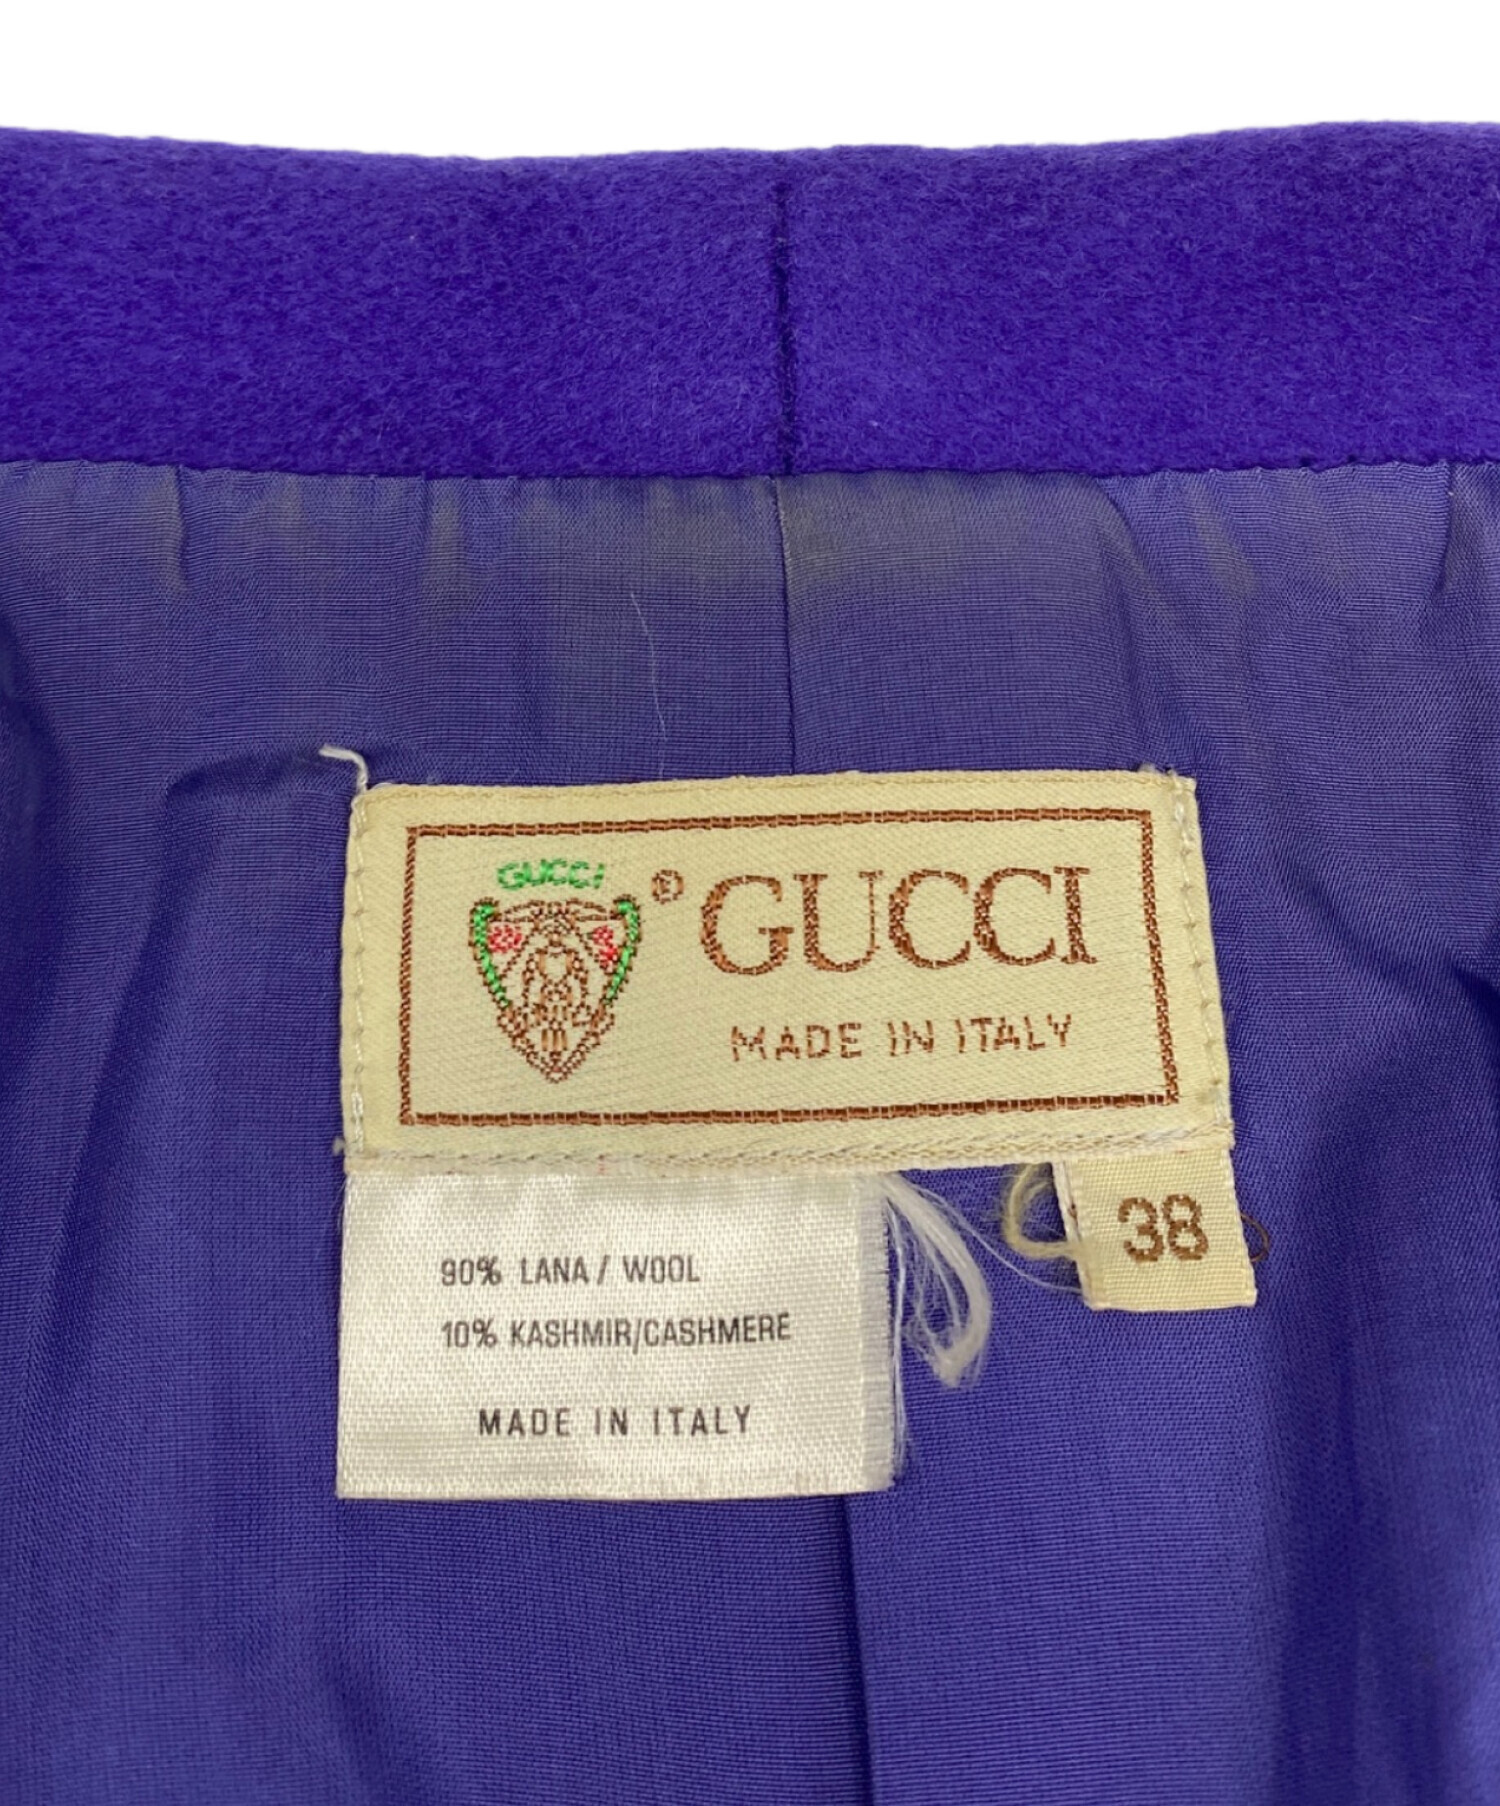 GUCCI
® GUCCI
MADE IN ITALY
38
90% LANA / WOOL
10% KASHMIR/CASHMERE
MADE IN ITALY